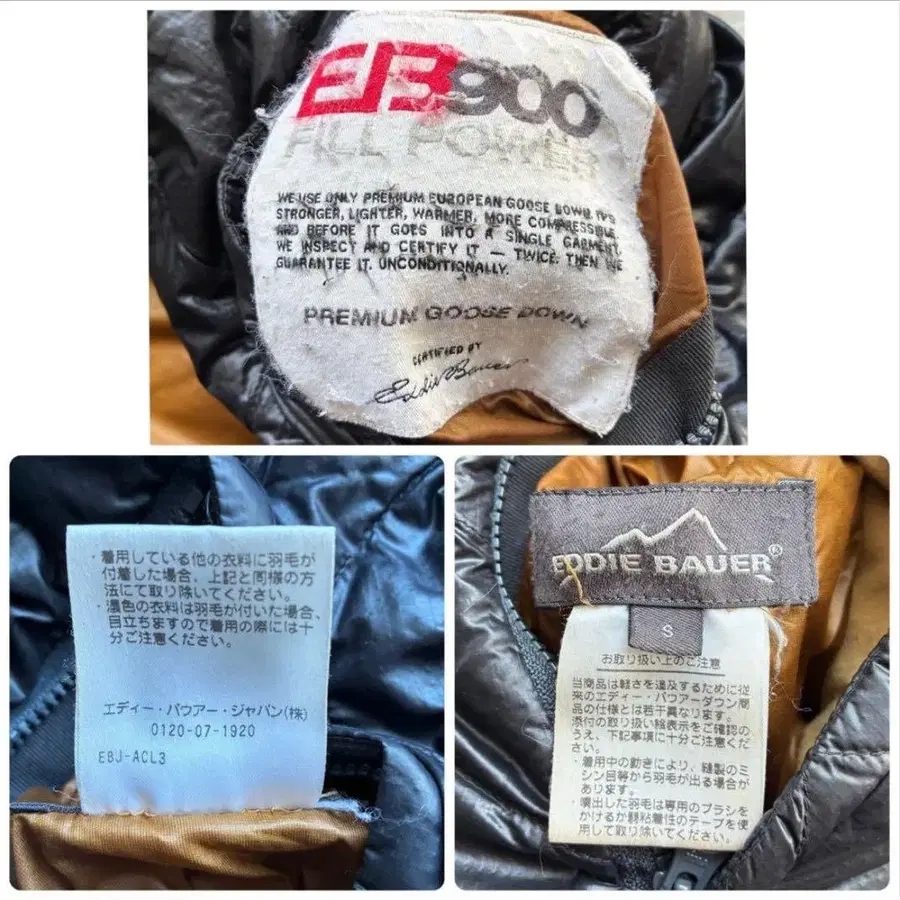 EB900
FILL POWER
WE USE ONLY PREMIUM EUROPEAN GOOSE DOWN. IT'S
STRONGER, LIGHTER, WARMER, MORE COMPRESSIBLE
AND BEFORE IT GOES INTO A SINGLE GARMENT,
WE INSPECT AND CERTIFY IT — TWICE. THEN WE
GUARANTEE IT. UNCONDITIONALLY.
PREMIUM GOOSE DOWN
CERTIFIED BY
Eddie Bauer
・着用している他の衣料に羽毛が
付着した場合、上記と同様の方
法にて取り除いてください。
・濃色の衣料は羽毛が付いた場合、
目立ちますので着用の際には十
分ご注意ください。
エディー・バウアー・ジャパン(株)
0120-07-1920
EBJ-ACL3
EDDIE BAUER®
S
お取り扱い上のご注意
当商品は軽さを追及するために従
来のエディー・バウアーダウン商
品の仕様とは若干異なります。
添付の取り扱い絵表示をご確認の
うえ、下記事項に十分ご注意くだ
さい。
・着用中の動きにより、縫製のミ
シン目等から羽毛が出る場合が
あります。
・噴出した羽毛は専用のブラシを
かけるか弱粘着性のテープを使
用して取り除いてください。